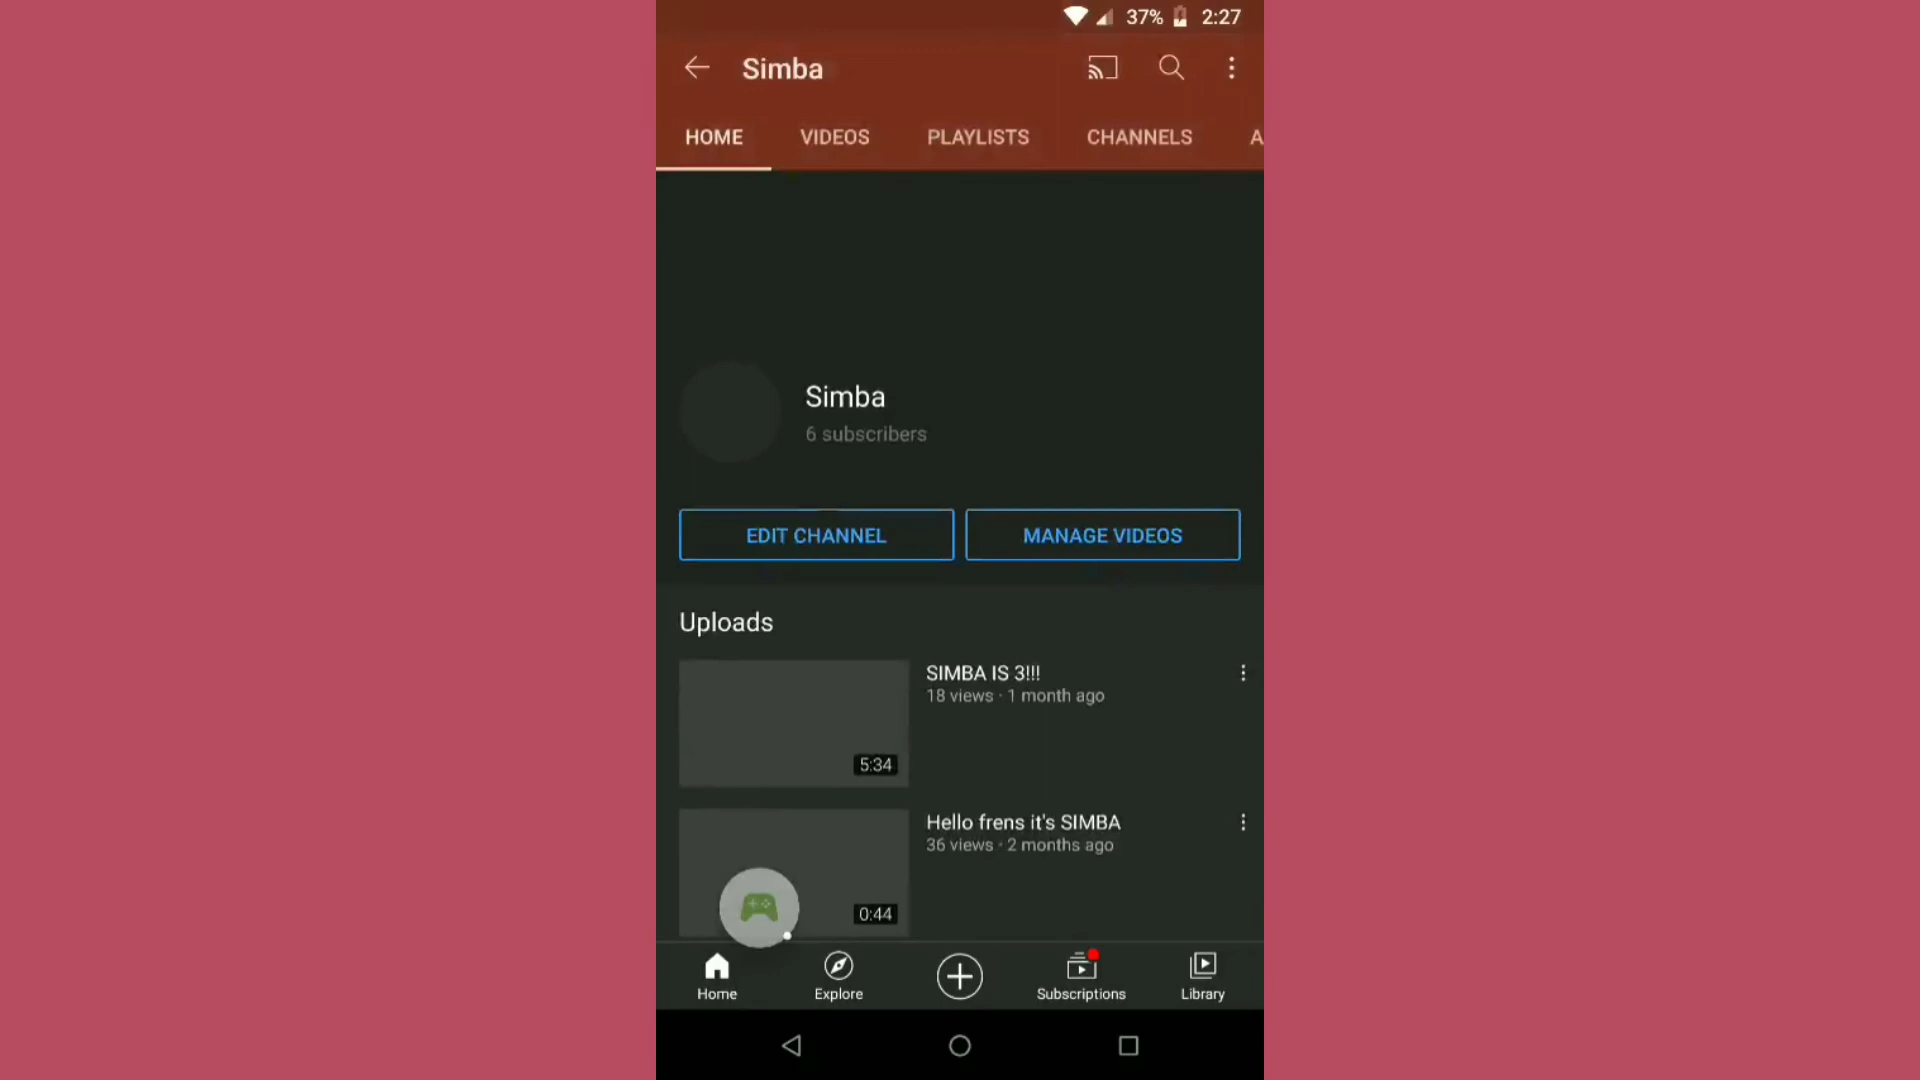 37% 2:27
Simba
HOME VIDEOS PLAYLISTS CHANNELS A
Simba
6 subscribers
EDIT CHANNEL MANAGE VIDEOS
Uploads
SIMBA IS 3!!!
18 views · 1 month ago
5:34
Hello frens it's SIMBA
36 views · 2 months ago
0:44
Home Explore Subscriptions Library